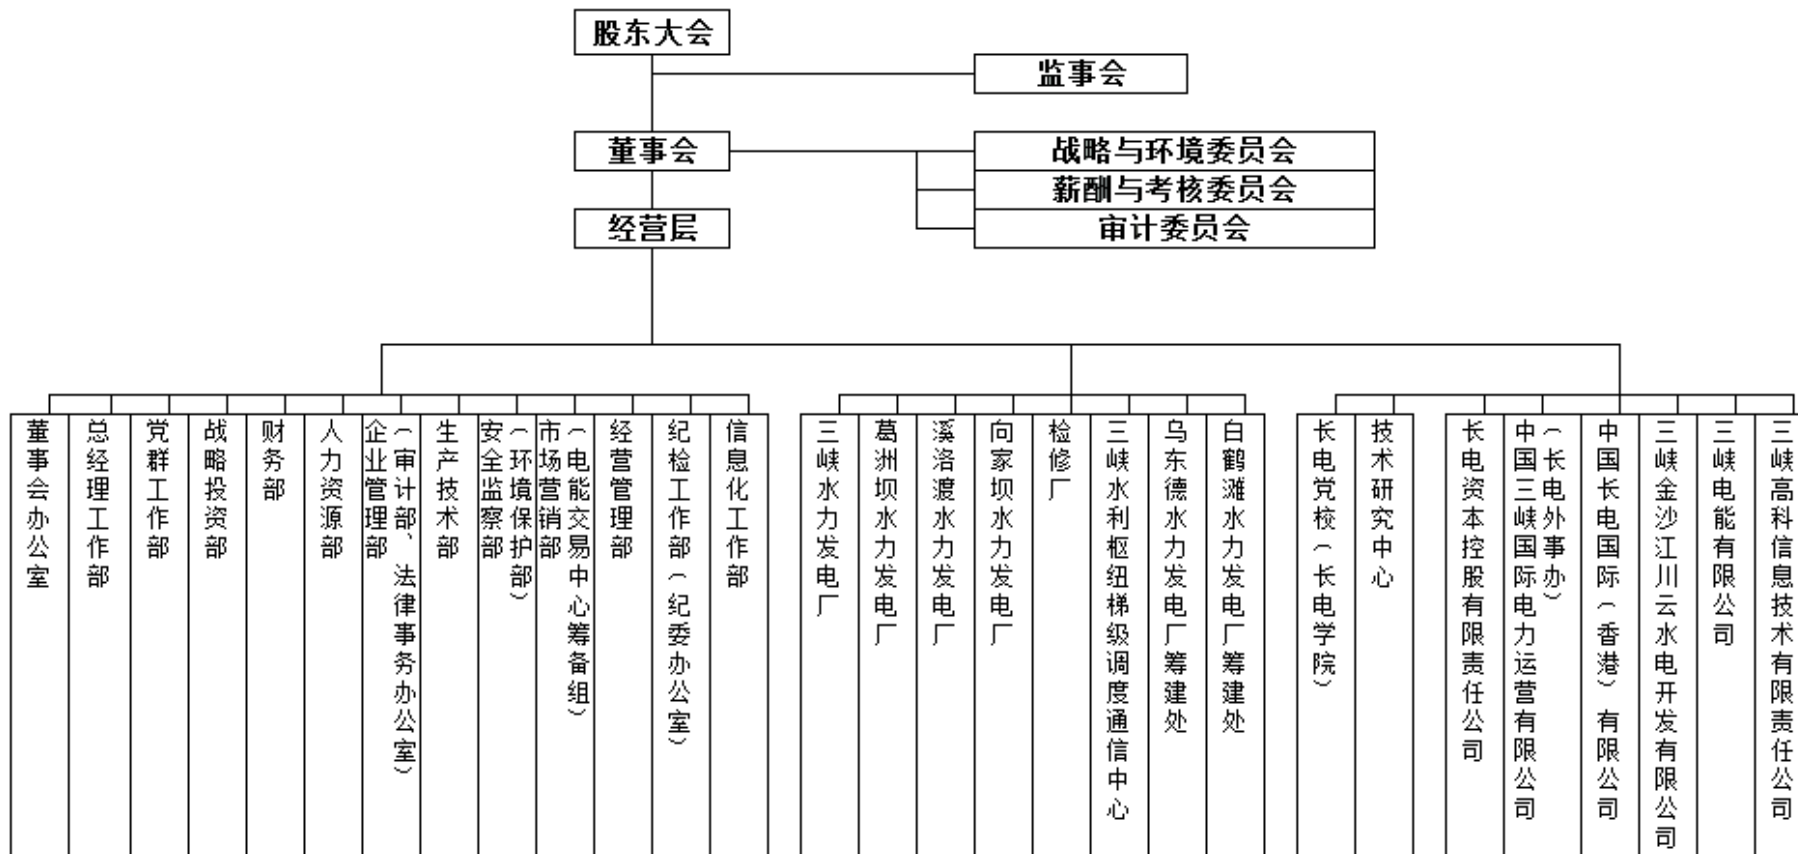 股东大会
监事会
董事会
战略与环境委员会
薪酬与考核委员会
经营层
审计委员会
董事会办公室
总经理工作部
党群工作部
战略投资部
财务部
人力资源部
企业管理部
（审计部、法律事务办公室）
生产技术部
安全监察部
（环境保护部）
市场营销部
（电能交易中心筹备组）
经营管理部
纪检工作部（纪委办公室）
信息化工作部
三峡水力发电厂
葛洲坝水力发电厂
溪洛渡水力发电厂
向家坝水力发电厂
检修厂
三峡水利枢纽梯级调度通信中心
乌东德水力发电厂筹建处
白鹤滩水力发电厂筹建处
长电党校（长电学院）
技术研究中心
长电资本控股有限责任公司
中国三峡国际电力运营有限公司
（长电外事办）
中国长电国际（香港）有限公司
三峡金沙江川云水电开发有限公司
三峡电能有限公司
三峡高科信息技术有限责任公司